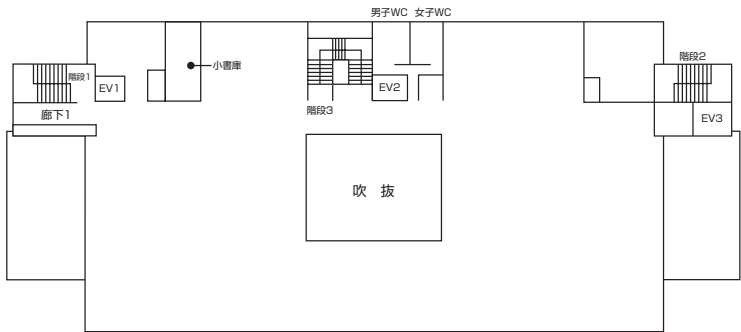 男子WC 女子WC
小書庫
階段1
階段2
EV1
EV2
階段3
廊下1
EV3
吹 抜